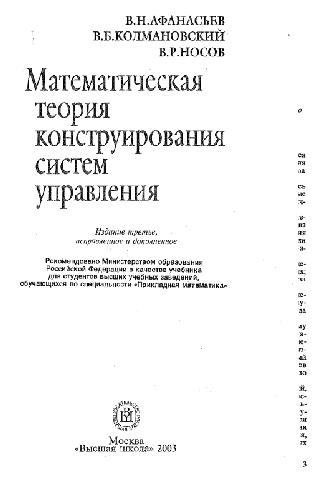 В.Н.АФАНАСЬЕВ
В.Б.КОЛМАНОВСКИЙ
В.Р.НОСОВ
Математическая
теория
конструирования
систем
управления
Издание третье,
исправленное и дополненное
Рекомендовано Министерством образования
Российской Федерации в качестве учебника
для студентов высших учебных заведений,
обучающихся по специальности «Прикладная математика»
Москва
«Высшая школа» 2003
3